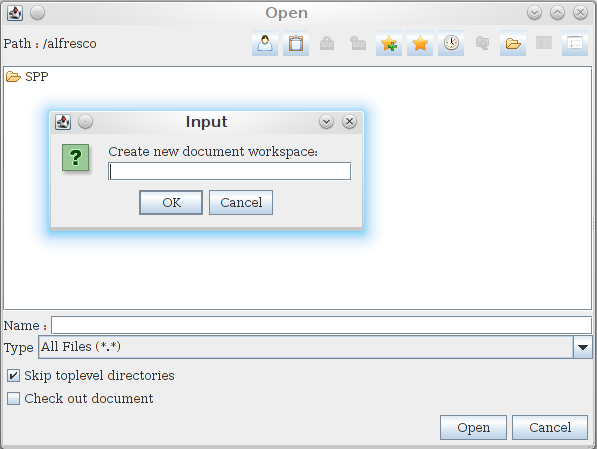 Open
Path : /alfresco
SPP
Input
?
Create new document workspace:
OK Cancel
Name :
Type All Files (*.*)
Skip toplevel directories
Check out document
Open Cancel